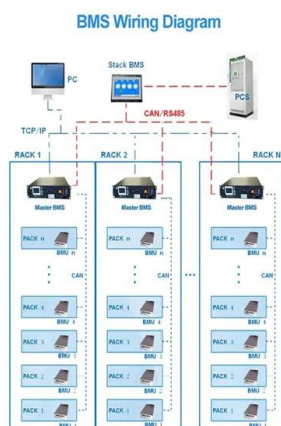 BMS Wiring Diagram
Stack BMS
PC
PCS
CAN/RS485
TCP/IP
RACK 1 RACK 2 RACK N
Master BMS Master BMS Master BMS
PACK n PACK n PACK n
BMU n BMU n BMU n
CAN CAN CAN
PACK 4 PACK 4 PACK 4
BMU 4 BMU 4 BMU 4
PACK 3 PACK 3 PACK 3
BMU 3 BMU 3 BMU 3
PACK 2 PACK 2 PACK 2
BMU 2 BMU 2 BMU 2
PACK 1 PACK 1 PACK 1